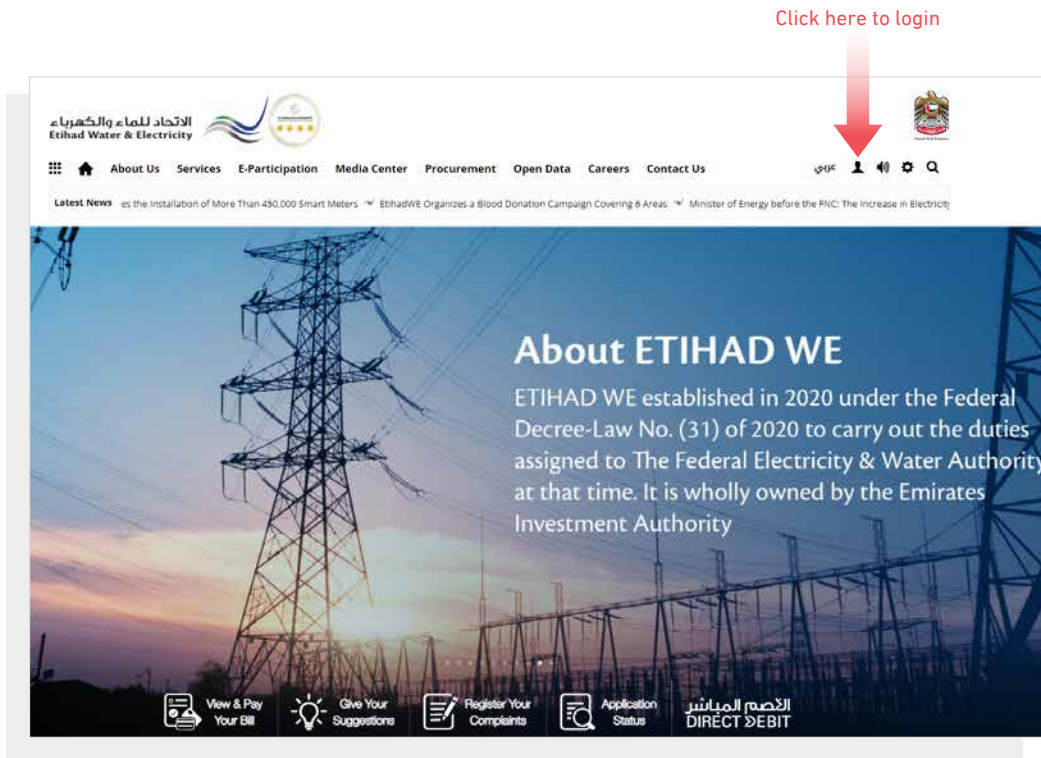 Click here to login
الاتحاد للماء والكهرباء
Etihad Water & Electricity
About Us Services E-Participation Media Center Procurement Open Data Careers Contact Us عربي
Latest News es the Installation of More Than 450.000 Smart Meters EtihadWE Organizes a Blood Donation Campaign Covering 6 Areas Minister of Energy before the FNC: The Increase in Electricity
About ETIHAD WE
ETIHAD WE established in 2020 under the Federal
Decree-Law No. (31) of 2020 to carry out the duties
assigned to The Federal Electricity & Water Authority
at that time. It is wholly owned by the Emirates
Investment Authority
View & Pay
Your Bill
Give Your
Suggestions
Register Your
Complaints
Application
Status
الخصم المباشر
DIRECT DEBIT